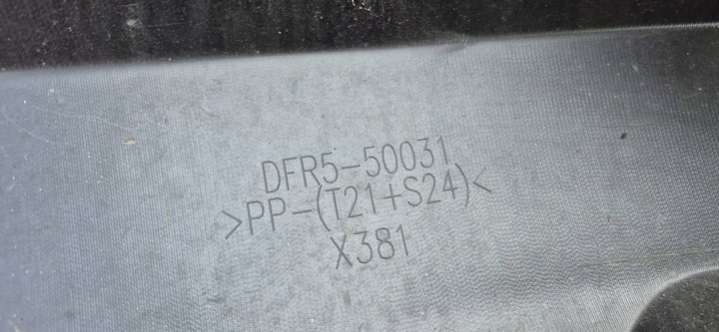 DFR5-50031
>PP-(T21+S24)<
X381